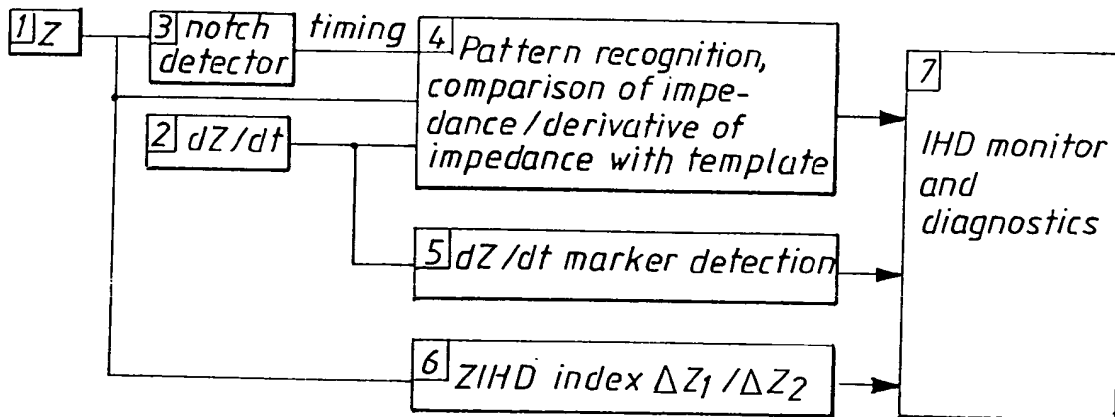 1 Z
3 notch
detector
timing
4 Pattern recognition,
comparison of impe-
dance/derivative of
impedance with template
2 dZ/dt
5 dZ/dt marker detection
6 ZIHD index ΔZ1/ΔZ2
7
IHD monitor
and
diagnostics